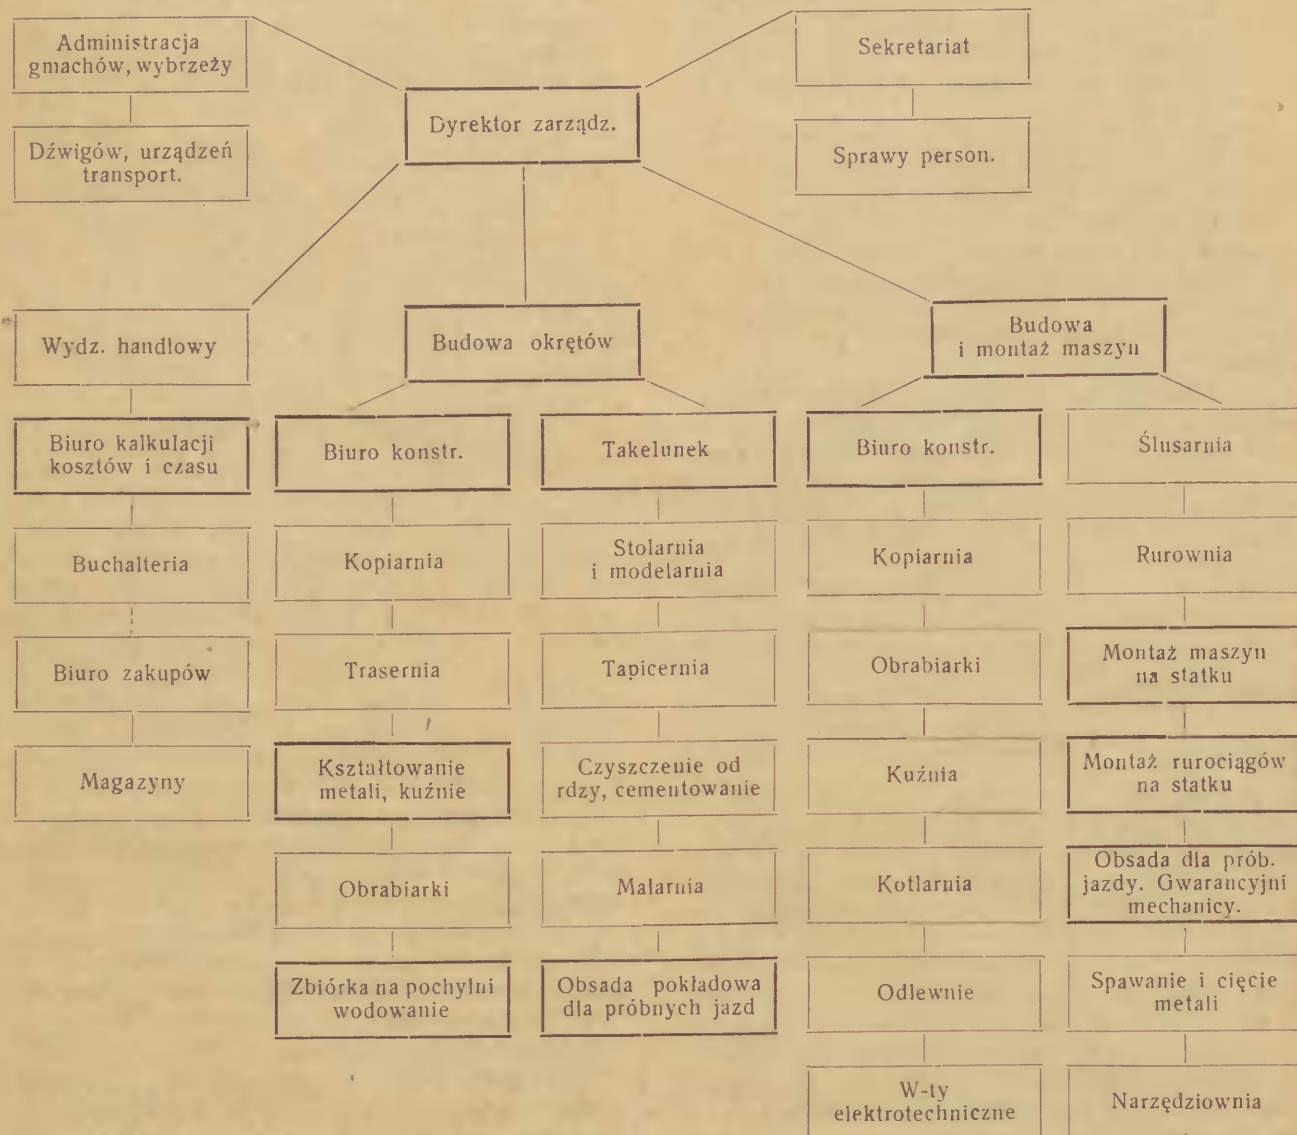 Administracja
gmachów, wybrzeży
Sekretariat
Dyrektor zarządz.
Dźwigów, urządzeń
transport.
Sprawy person.
Wydz. handlowy
Budowa okrętów
Budowa
i montaż maszyn
Biuro kalkulacji
kosztów i czasu
Buchalteria
Biuro zakupów
Magazyny
Biuro konstr.
Kopiarnia
Trasernia
Kształtowanie
metali, kuźnie
Obrabiarki
Zbiórka na pochylni
wodowanie
Takelunek
Stolarnia
i modelarnia
Tapicernia
Czyszczenie od
rdzy, cementowanie
Malarnia
Obsada pokładowa
dla próbnych jazd
Biuro konstr.
Kopiarnia
Obrabiarki
Kuźnia
Kotlarnia
Odlewnie
W-ty
elektrotechniczne
Ślusarnia
Rurownia
Montaż maszyn
na statku
Montaż rurociągów
na statku
Obsada dla prób.
jazdy. Gwarancyjni
mechanicy.
Spawanie i cięcie
metali
Narzędziownia